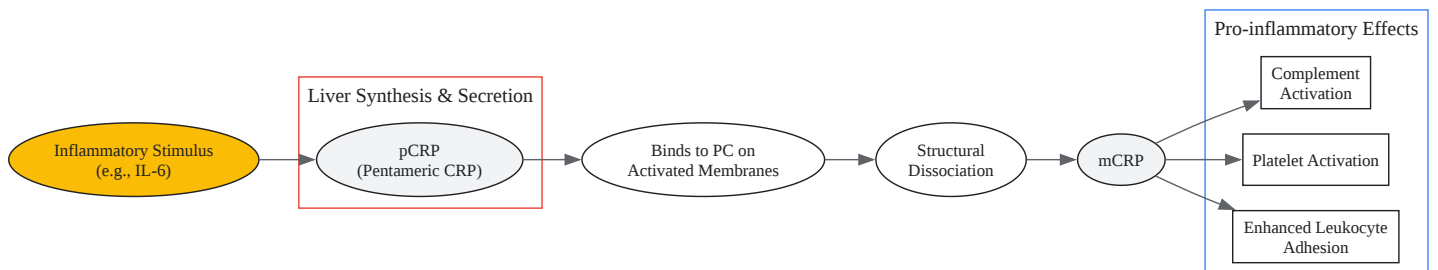 Inflammatory Stimulus
(e.g., IL-6)
Liver Synthesis & Secretion
pCRP
(Pentameric CRP)
Binds to PC on
Activated Membranes
Structural
Dissociation
mCRP
Pro-inflammatory Effects
Complement
Activation
Platelet Activation
Enhanced Leukocyte
Adhesion